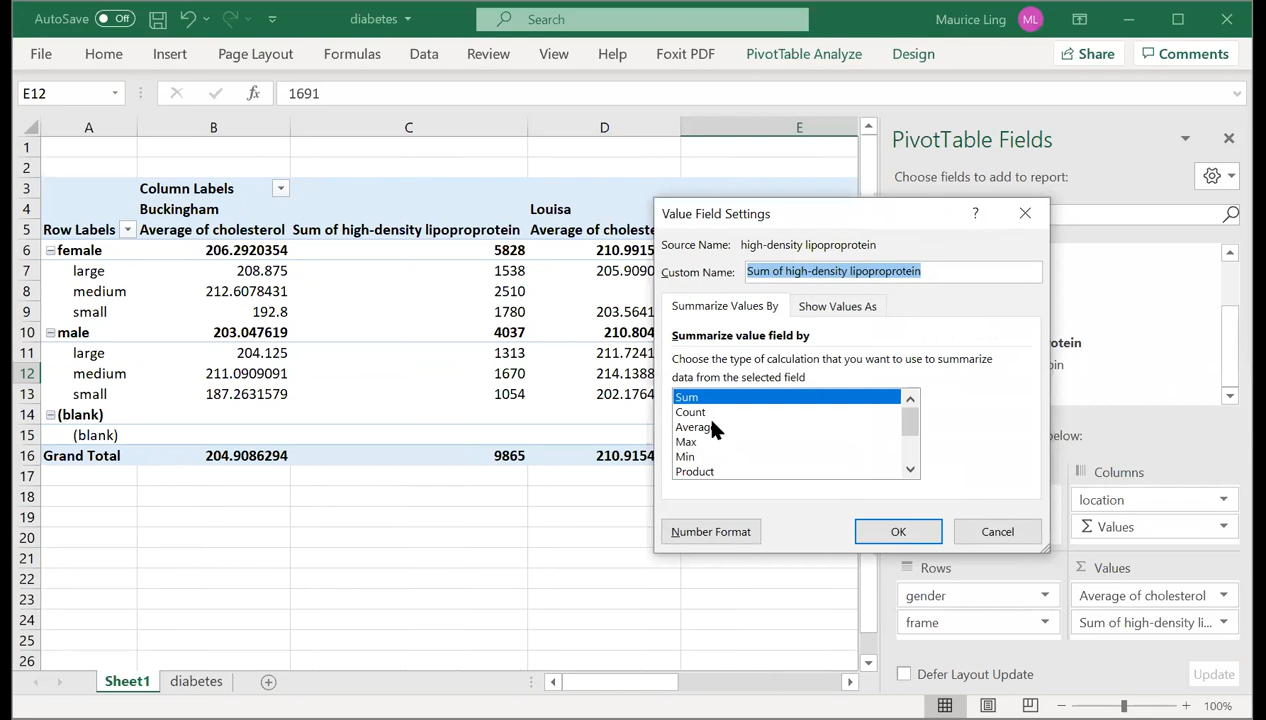 AutoSave Off diabetes Search Maurice Ling ML
File Home Insert Page Layout Formulas Data Review View Help Foxit PDF PivotTable Analyze Design Share Comments
E12 fx 1691
A B C D E
PivotTable Fields
Choose fields to add to report:
1
2
3 Column Labels
4 Buckingham Louisa
5 Row Labels Average of cholesterol Sum of high-density lipoproprotein Average of choleste
6 female 206.2920354 5828 210.9915
7 large 208.875 1538 205.9090
8 medium 212.6078431 2510
9 small 192.8 1780 203.5641
10 male 203.047619 4037 210.804
11 large 204.125 1313 211.7241
12 medium 211.0909091 1670 214.1388
13 small 187.2631579 1054 202.1764
14 (blank)
15 (blank)
16 Grand Total 204.9086294 9865 210.9154
17
18
19
20
21
22
23
24
25
26
Value Field Settings ?
Source Name: high-density lipoproprotein
Custom Name: Sum of high-density lipoproprotein
Summarize Values By Show Values As
Summarize value field by
Choose the type of calculation that you want to use to summarize
data from the selected field
Sum
Count
Average
Max
Min
Product
Number Format OK Cancel
otein
in
elow:
Columns
location
Σ Values
Rows Σ Values
gender Average of cholesterol
frame Sum of high-density li...
Defer Layout Update Update
Sheet1 diabetes
100%